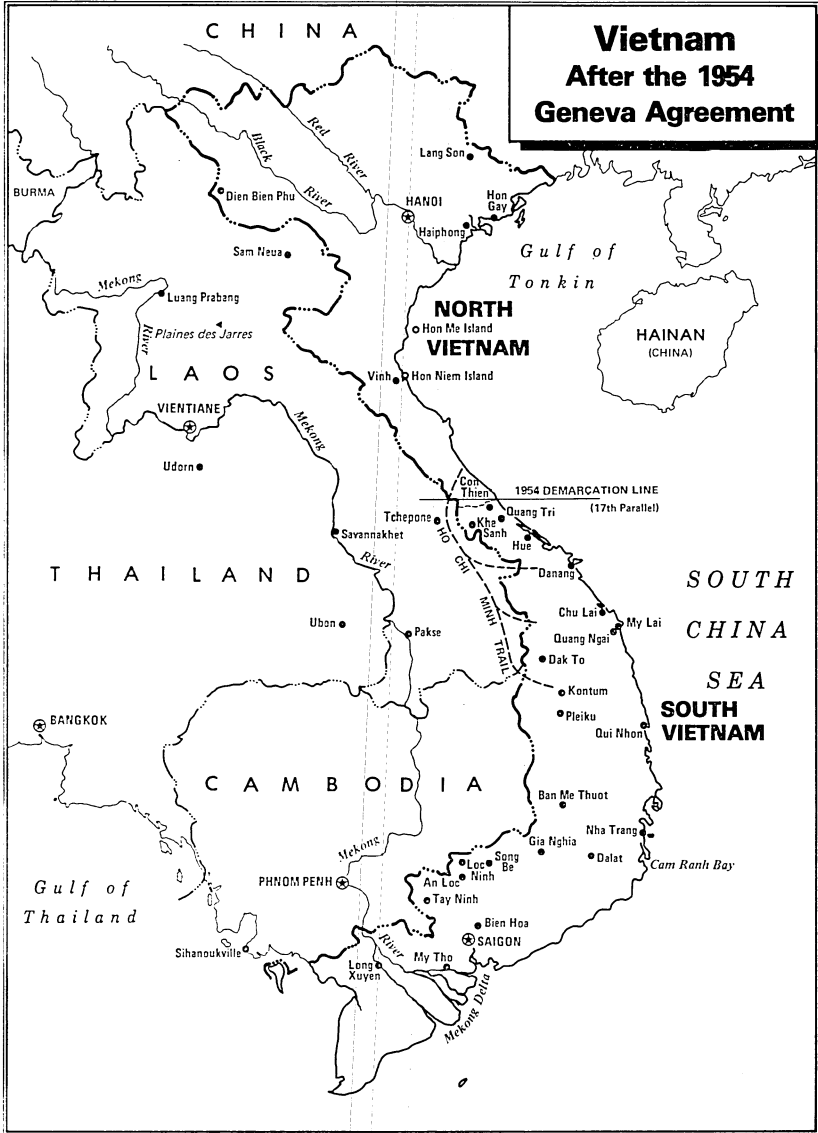 CHINA
Vietnam
After the 1954
Geneva Agreement
Red
River
Black
River
Lang Son
BURMA
Dien Bien Phu
HANOI
Hon
Gay
Haiphong
Sam Neua
Gulf of
Tonkin
Mekong
River
Luang Prabang
NORTH
VIETNAM
Hon Me Island
Plaines des Jarres
HAINAN
(CHINA)
LAOS
Vinh
Hon Niem Island
VIENTIANE
Mekong
River
Udorn
Con
Thien
1954 DEMARCATION LINE
(17th Parallel)
Tchepone
Quang Tri
Khe
Sanh
Savannakhet
Hue
HO
CHI
MINH
TRAIL
THAILAND
Danang
SOUTH
CHINA
SEA
Chu Lai
My Lai
Ubon
Pakse
Quang Ngai
Dak To
Kontum
SOUTH
VIETNAM
BANGKOK
Pleiku
Qui Nhon
CAMBODIA
Ban Me Thuot
Nha Trang
Mekong
Gia Nghia
Song
Be
Loc
Ninh
Dalat
Cam Ranh Bay
PHNOM PENH
An Loc
Tay Ninh
Gulf of
Thailand
Bien Hoa
SAIGON
Sihanoukville
River
My Tho
Long
Xuyen
Mekong Delta